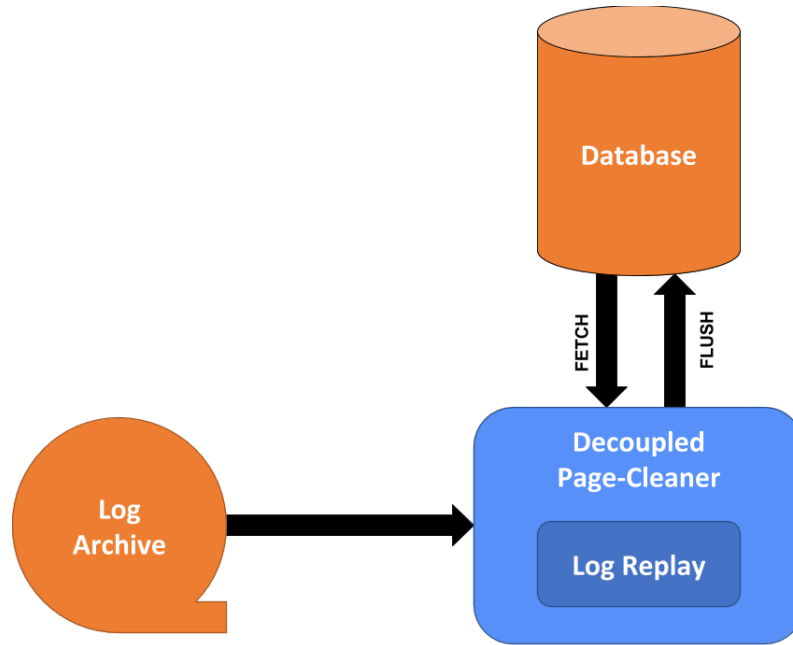 Database
FETCH
FLUSH
Decoupled
Page-Cleaner
Log
Archive
Log Replay